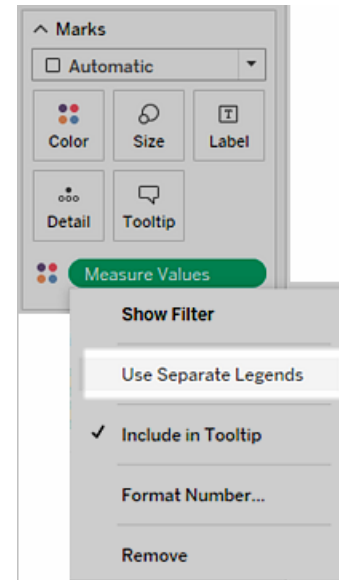 Marks
Automatic
Color Size Label
Detail Tooltip
Measure Values
Show Filter
Use Separate Legends
Include in Tooltip
Format Number...
Remove